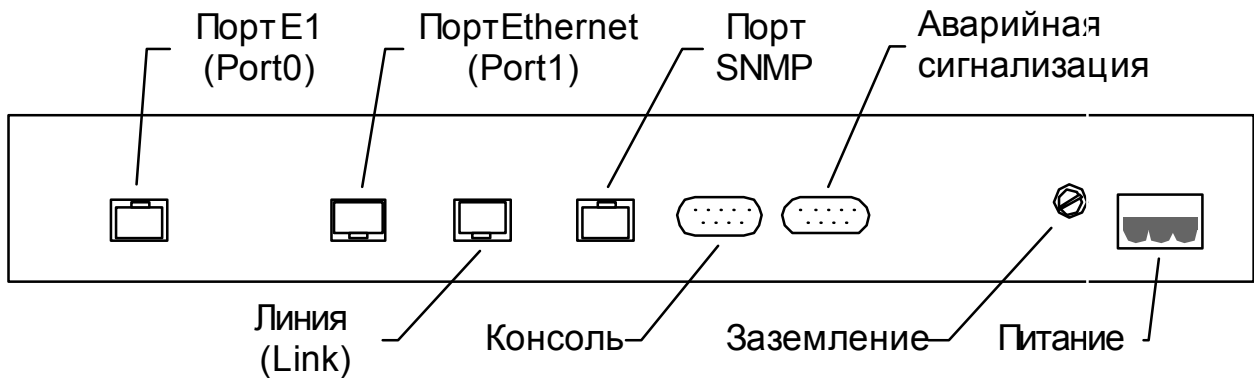 Порт E1
(Port0)
Порт Ethernet
(Port1)
Порт
SNMP
Аварийная
сигнализация
Линия
(Link)
Консоль
Заземление
Питание